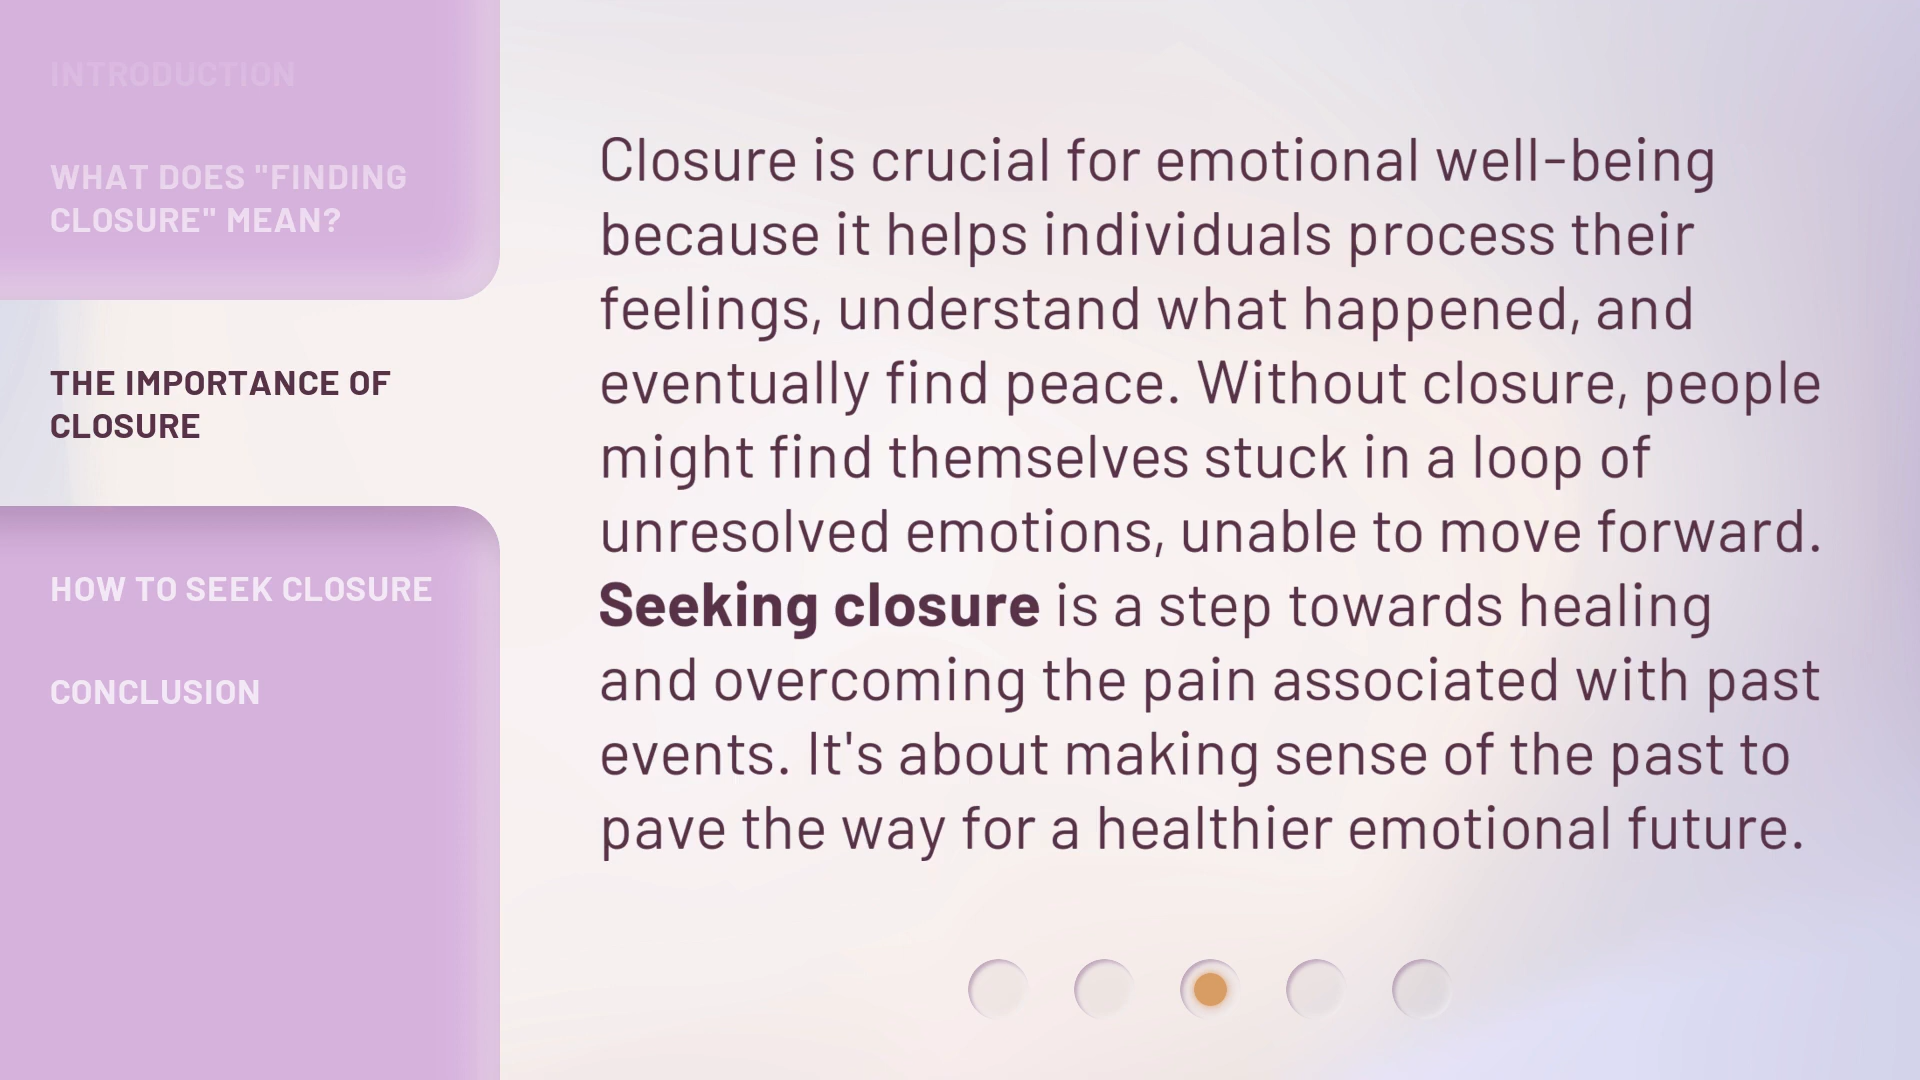 INTRODUCTION
WHAT DOES "FINDING
CLOSURE" MEAN?
THE IMPORTANCE OF
CLOSURE
HOW TO SEEK CLOSURE
CONCLUSION
Closure is crucial for emotional well-being
because it helps individuals process their
feelings, understand what happened, and
eventually find peace. Without closure, people
might find themselves stuck in a loop of
unresolved emotions, unable to move forward.
Seeking closure is a step towards healing
and overcoming the pain associated with past
events. It's about making sense of the past to
pave the way for a healthier emotional future.